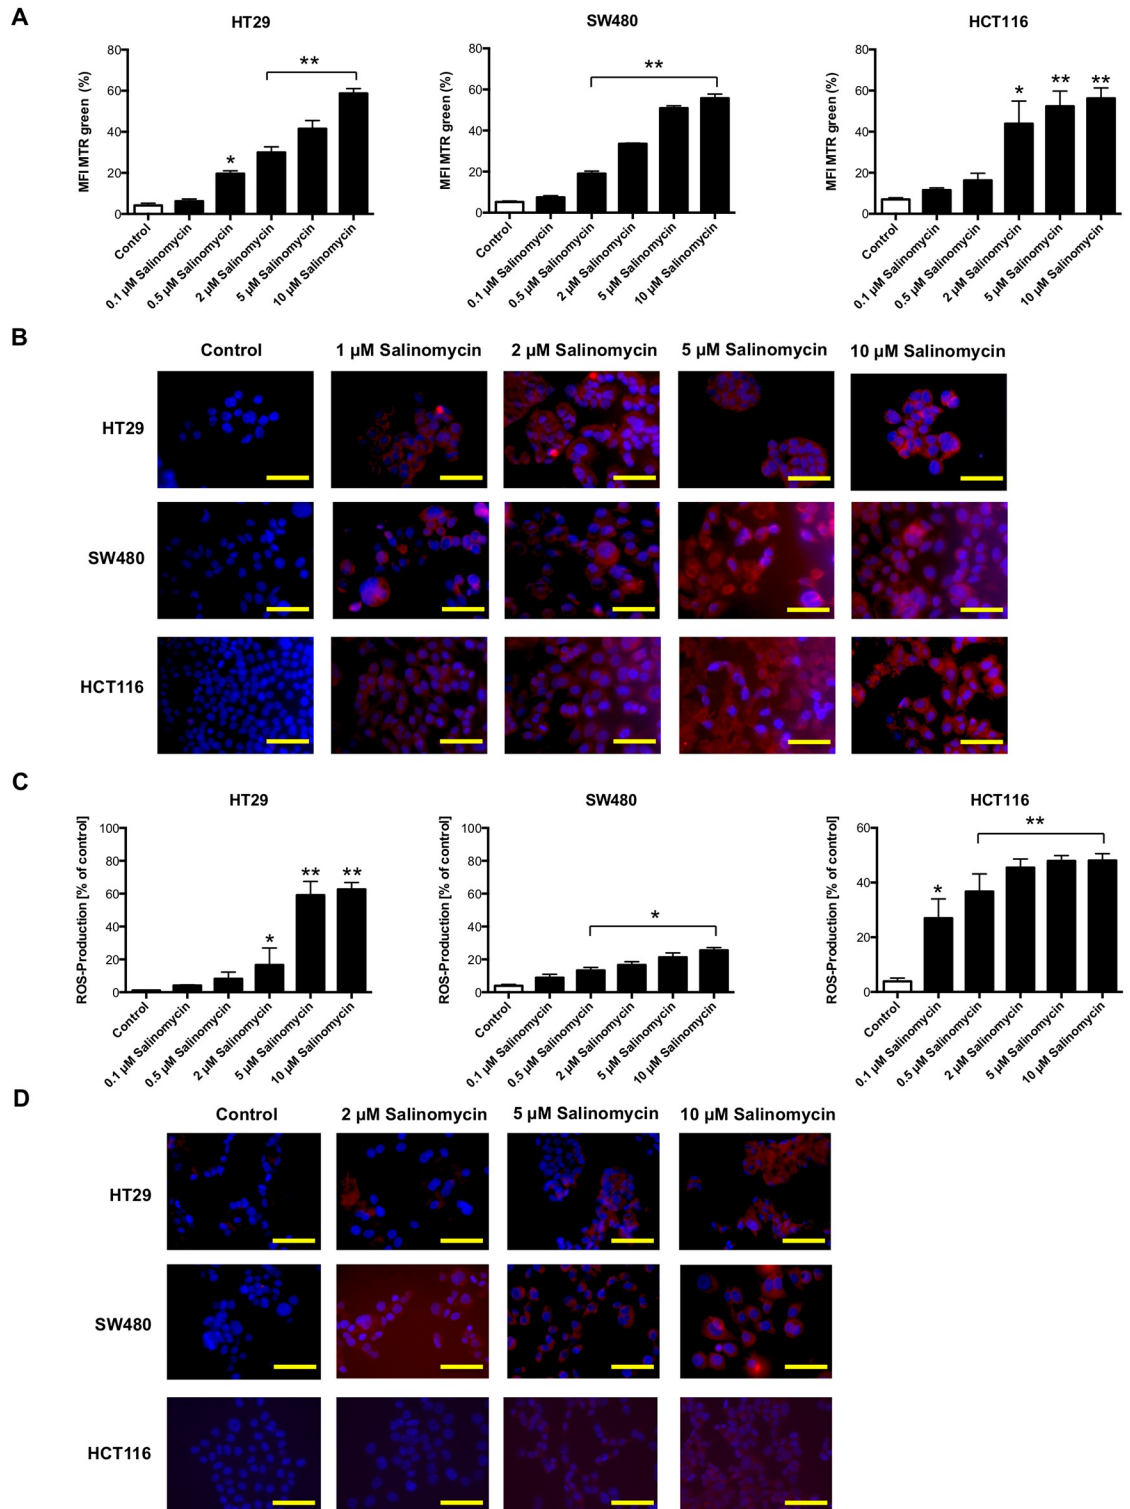 A
HT29
SW480
HCT116
MFI MTR green (%)
80
60
40
20
0
*
**
Control
0.1 µM Salinomycin
0.5 µM Salinomycin
2 µM Salinomycin
5 µM Salinomycin
10 µM Salinomycin
MFI MTR green (%)
80
60
40
20
0
**
Control
0.1 µM Salinomycin
0.5 µM Salinomycin
2 µM Salinomycin
5 µM Salinomycin
10 µM Salinomycin
MFI MTR green (%)
80
60
40
20
0
*
**
**
Control
0.1 µM Salinomycin
0.5 µM Salinomycin
2 µM Salinomycin
5 µM Salinomycin
10 µM Salinomycin
B
Control
1 µM Salinomycin
2 µM Salinomycin
5 µM Salinomycin
10 µM Salinomycin
HT29
SW480
HCT116
C
HT29
SW480
HCT116
ROS-Production [% of control]
100
80
60
40
20
0
*
**
**
Control
0.1 µM Salinomycin
0.5 µM Salinomycin
2 µM Salinomycin
5 µM Salinomycin
10 µM Salinomycin
ROS-Production [% of control]
100
80
60
40
20
0
*
Control
0.1 µM Salinomycin
0.5 µM Salinomycin
2 µM Salinomycin
5 µM Salinomycin
10 µM Salinomycin
ROS-Production [% of control]
60
40
20
0
*
**
Control
0.1 µM Salinomycin
0.5 µM Salinomycin
2 µM Salinomycin
5 µM Salinomycin
10 µM Salinomycin
D
Control
2 µM Salinomycin
5 µM Salinomycin
10 µM Salinomycin
HT29
SW480
HCT116